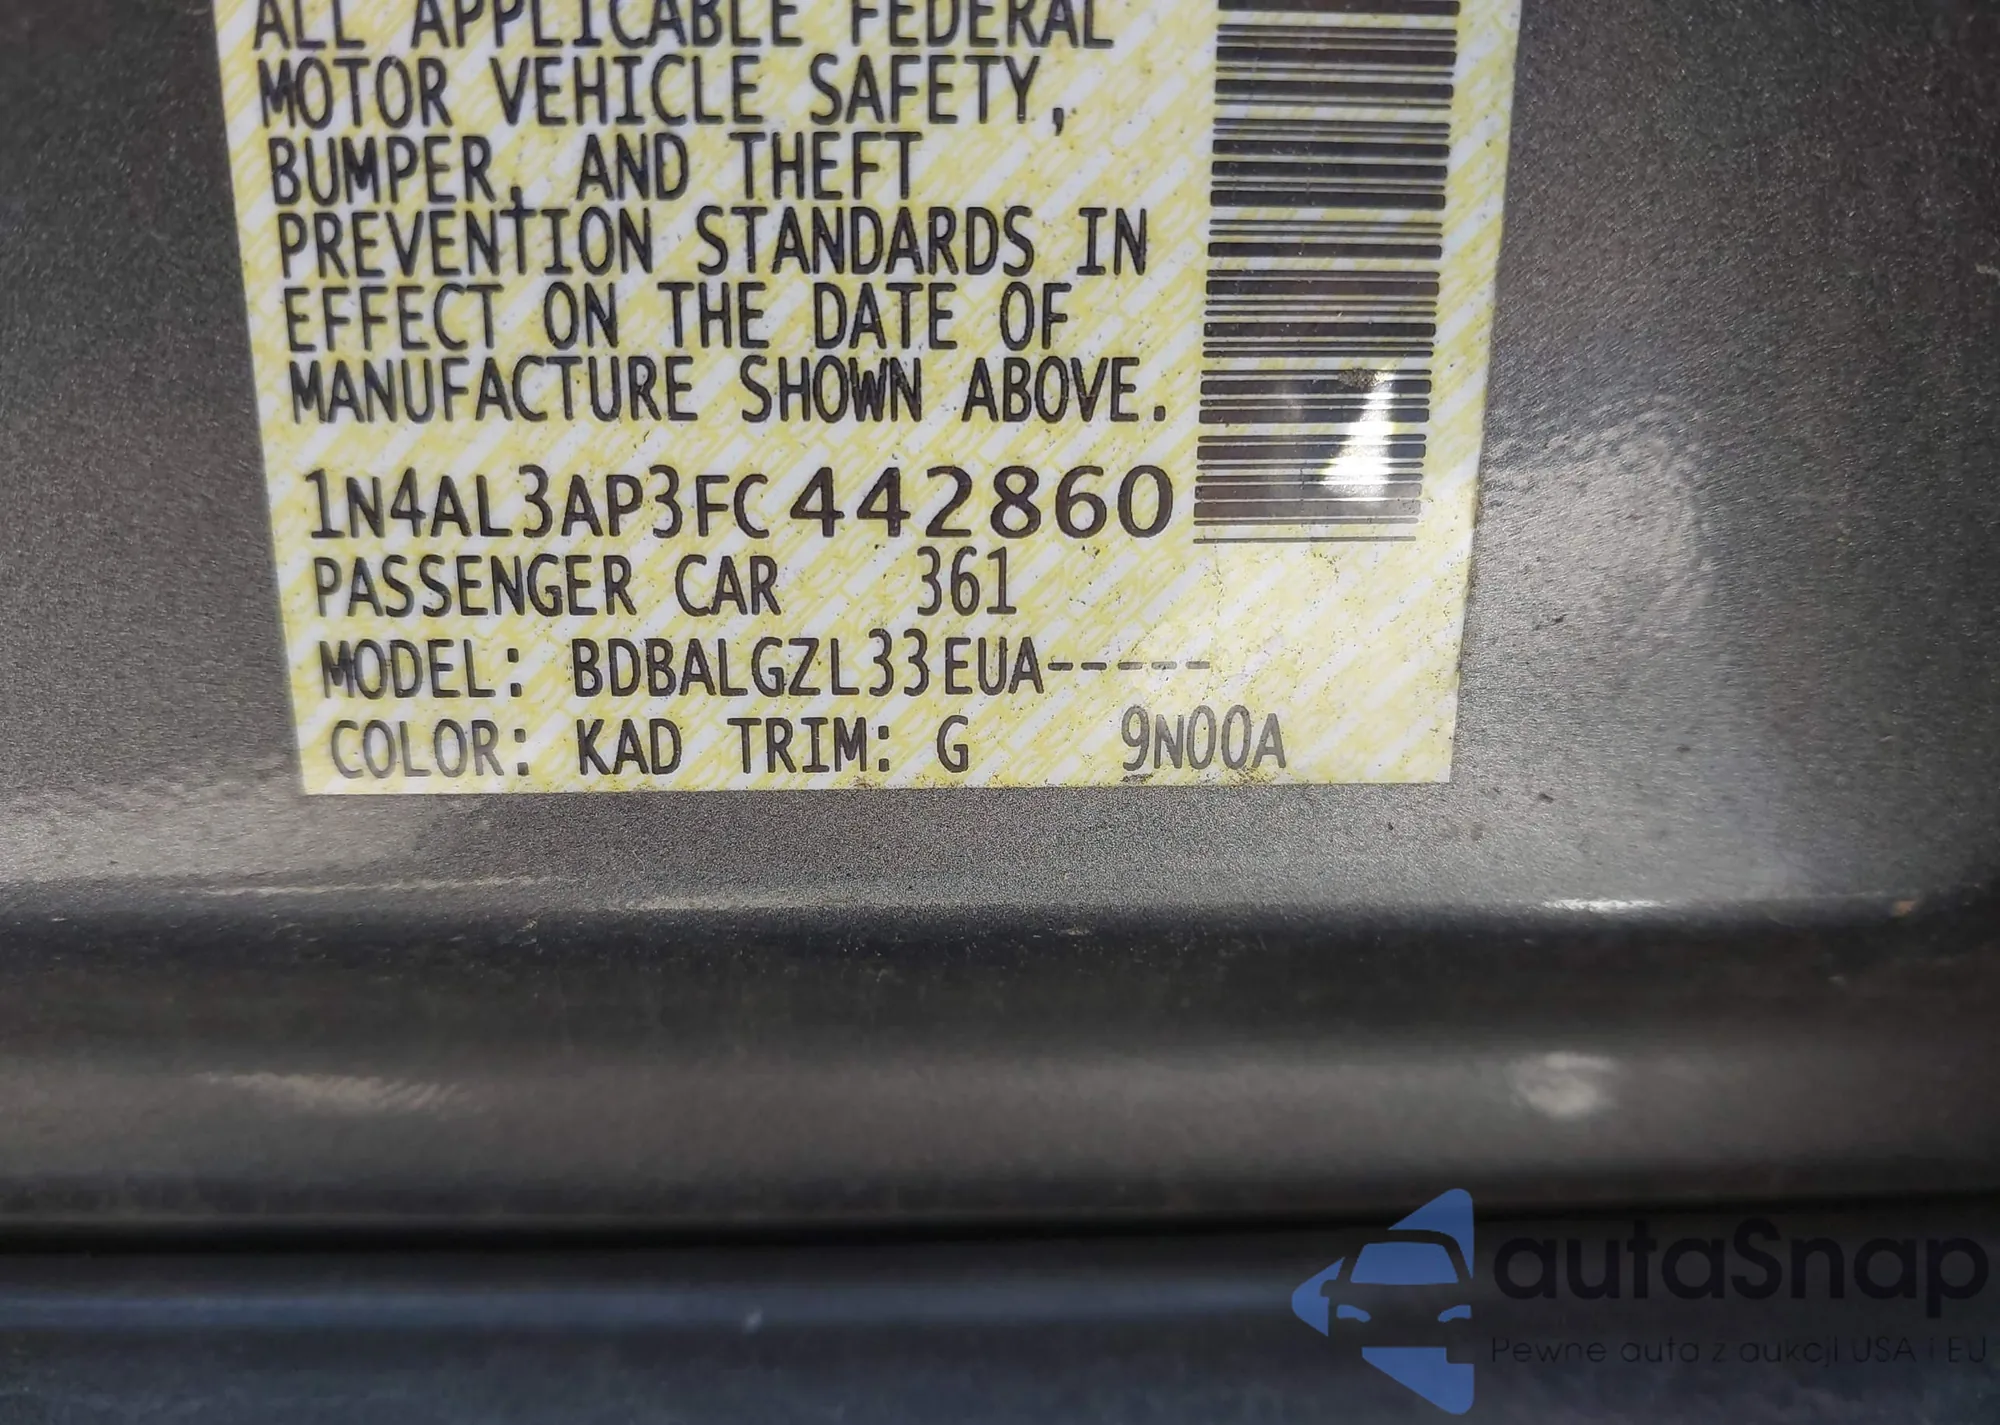 ALL APPLICABLE FEDERAL
MOTOR VEHICLE SAFETY,
BUMPER, AND THEFT
PREVENTION STANDARDS IN
EFFECT ON THE DATE OF
MANUFACTURE SHOWN ABOVE.
1N4AL3AP3FC442860
PASSENGER CAR 361
MODEL: BDBALGZL33EUA-----
COLOR: KAD TRIM: G 9N00A
autaSnap
Pewne auta z aukcji USA i EU